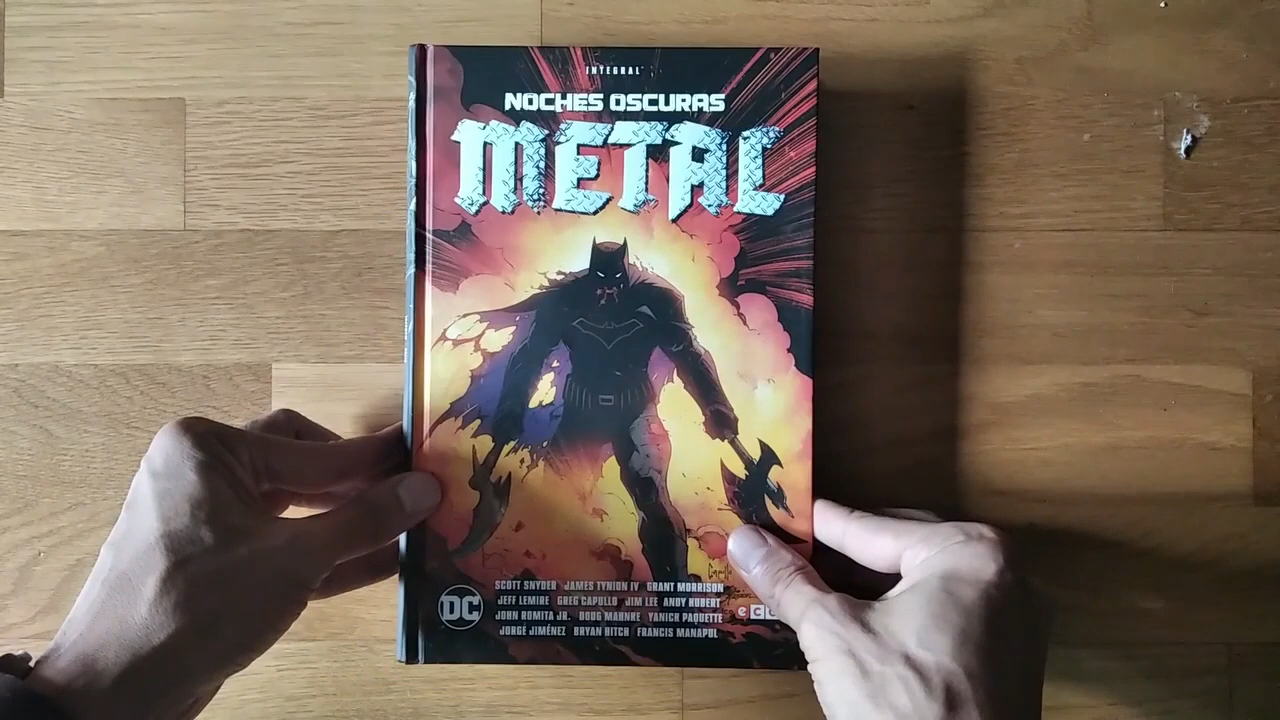 INTEGRAL
NOCHES OSCURAS
METAL
SCOTT SNYDER JAMES TYNION IV GRANT MORRISON
JEFF LEMIRE GREG CAPULLO JIM LEE ANDY KUBERT
JOHN ROMITA JR. DOUG MAHNKE YANICK PAQUETTE
JORGE JIMÉNEZ BRYAN HITCH FRANCIS MANAPUL
DC